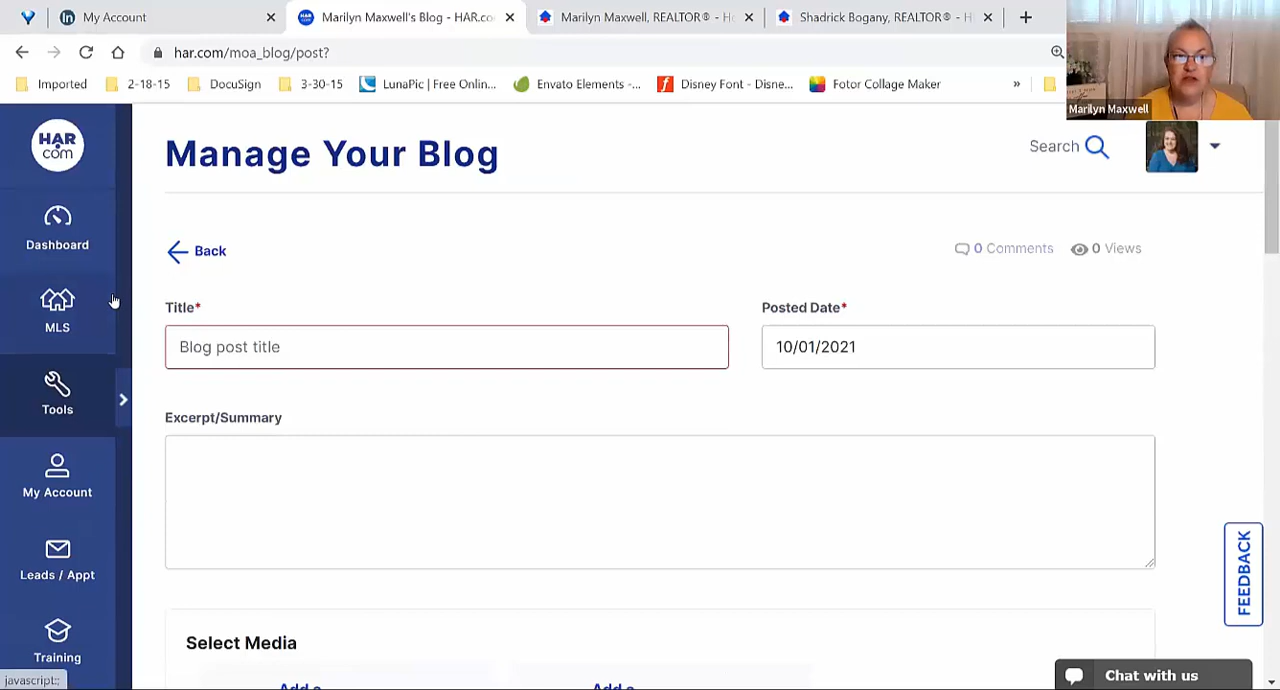 My Account
Marilyn Maxwell's Blog - HAR.co
Marilyn Maxwell, REALTOR® - H
Shadrick Bogany, REALTOR® - H
har.com/moa_blog/post?
Imported
2-18-15
DocuSign
3-30-15
LunaPic | Free Onlin...
Envato Elements -...
Disney Font - Disne...
Fotor Collage Maker
»
Marilyn Maxwell
HAR
com
Manage Your Blog
Search
Dashboard
Back
0 Comments
0 Views
MLS
Title*
Posted Date*
Blog post title
10/01/2021
Tools
Excerpt/Summary
My Account
Leads / Appt
FEEDBACK
Training
Select Media
Add a
Add a
javascript:;
Chat with us